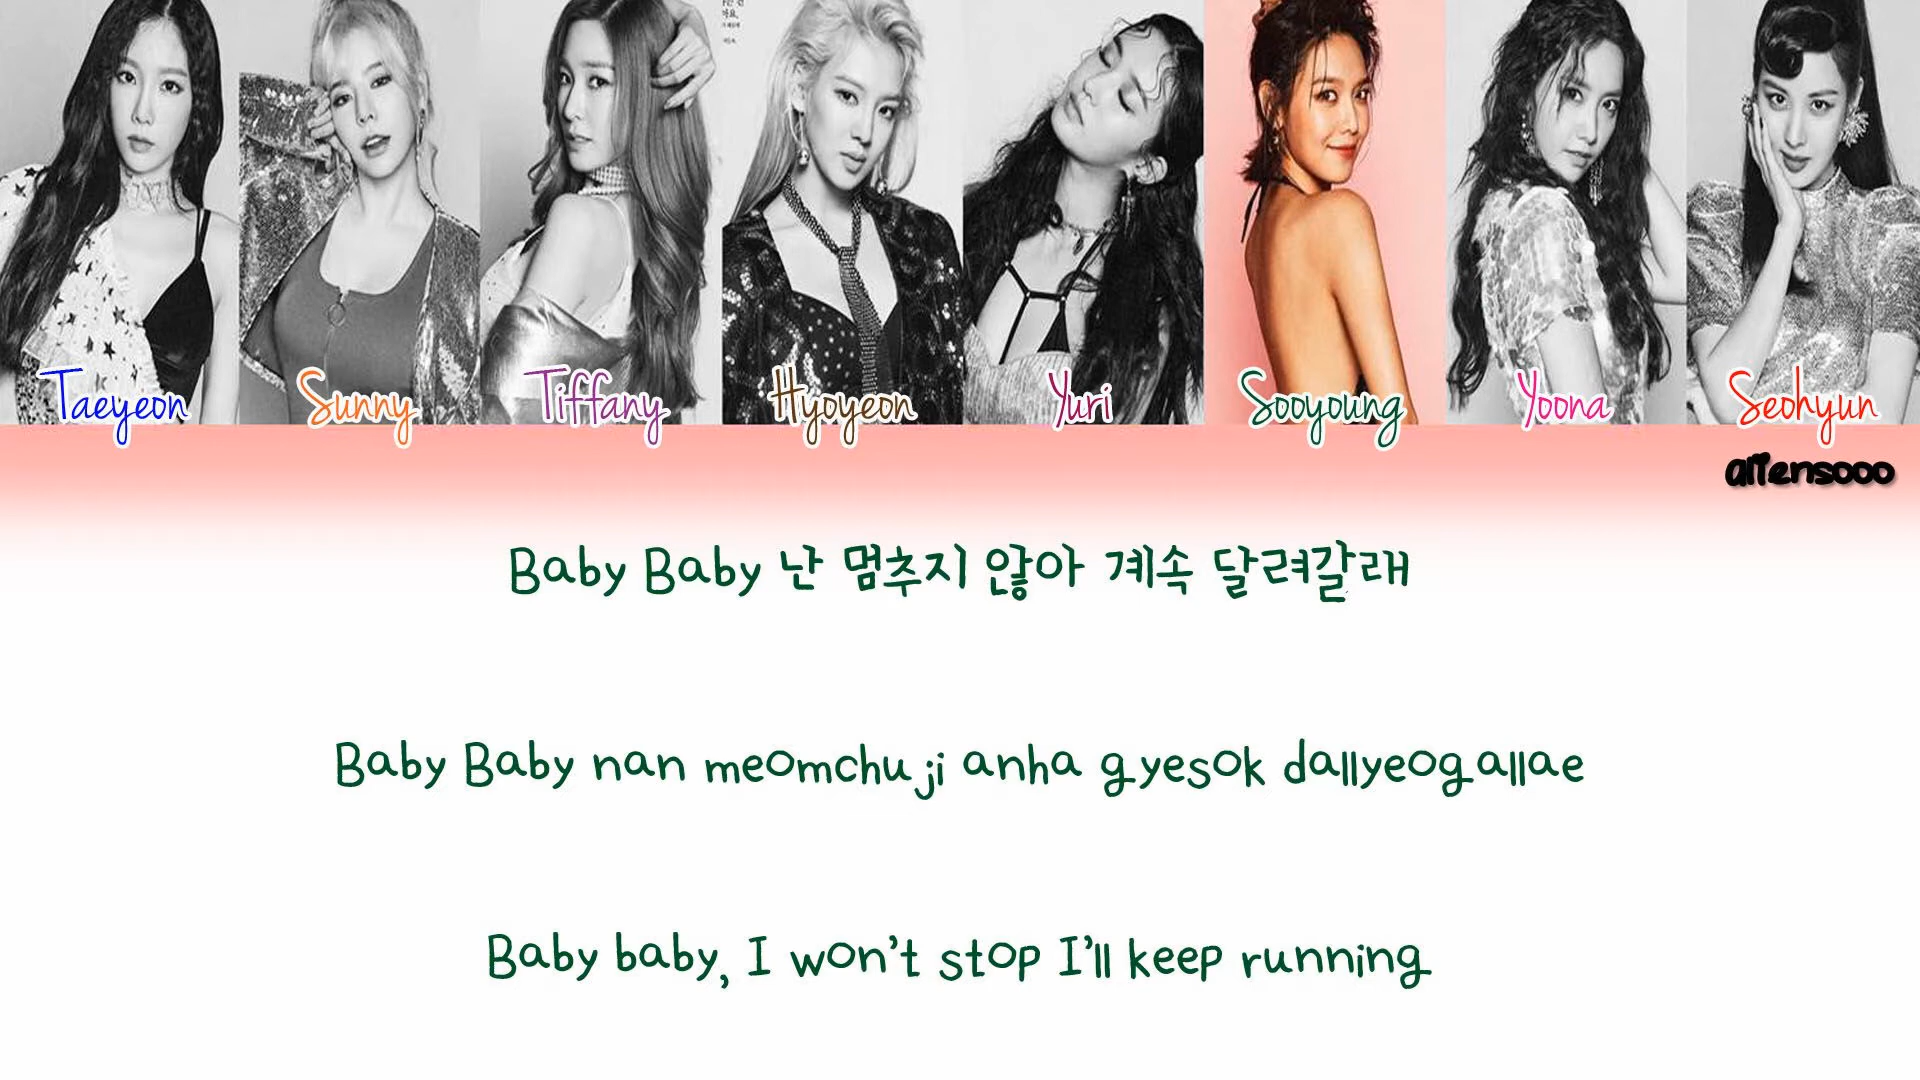 Taeyeon Sunny Tiffany Hyoyeon Yuri Sooyoung Yoona Seohyun
aliensooo
Baby Baby 난 멈추지 않아 계속 달려갈래
Baby Baby nan meomchuji anha gyesok dallyeogallae
Baby baby, I won't stop I'll keep running